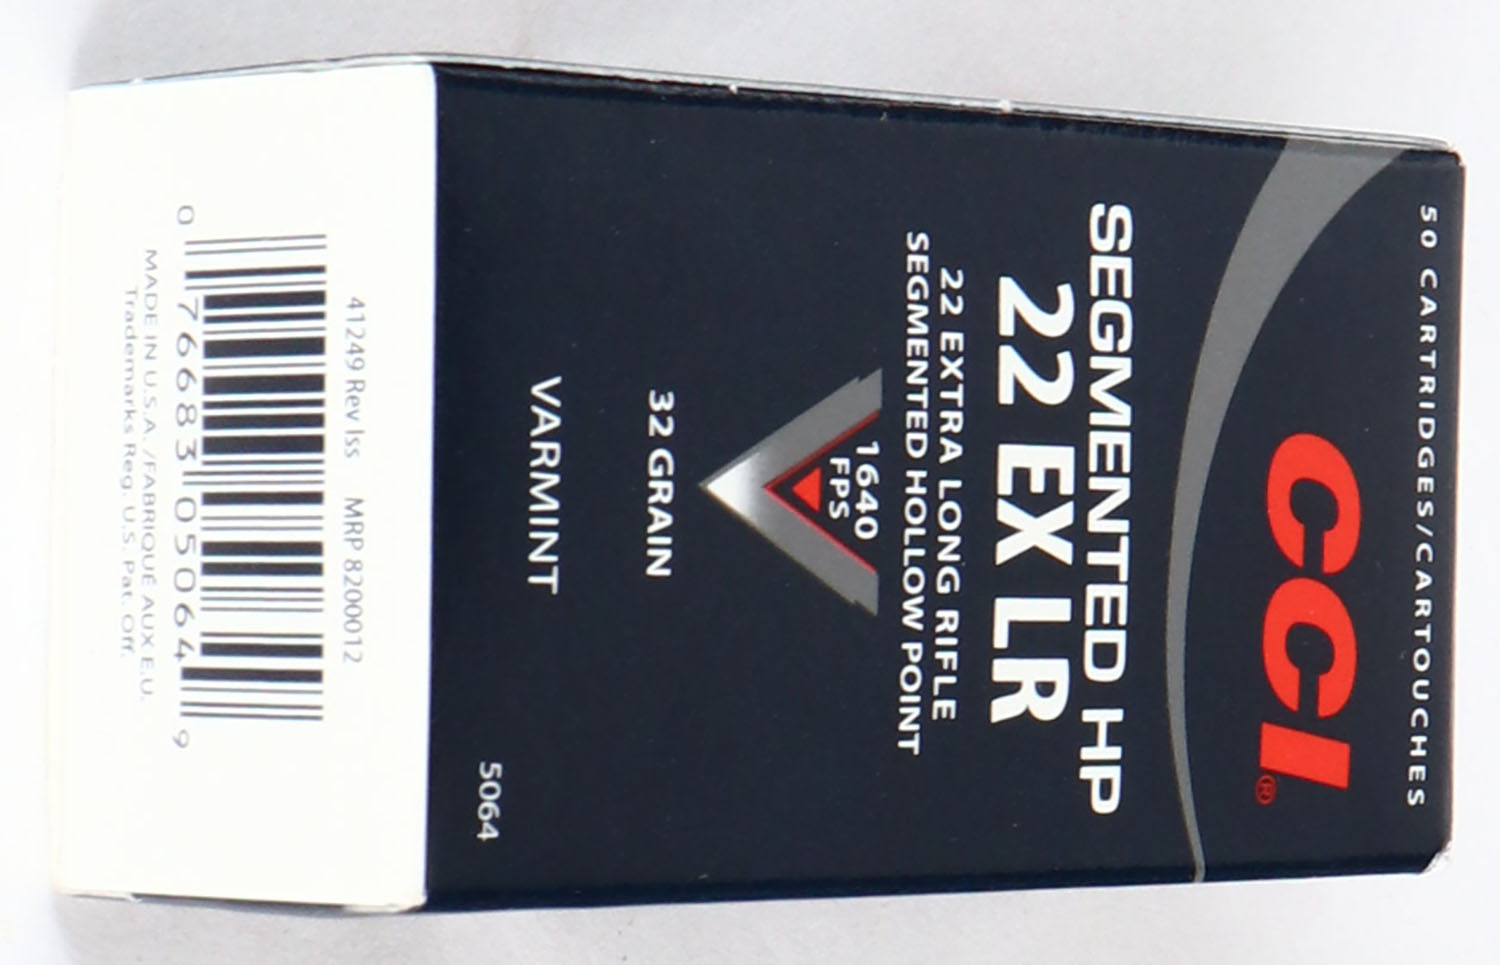 50 CARTRIDGES/CARTOUCHES
CCI®
SEGMENTED HP
22 EX LR
22 EXTRA LONG RIFLE
SEGMENTED HOLLOW POINT
1640
FPS
32 GRAIN
VARMINT
5064
41249 Rev Iss MRP 8200012
0 76683 05064 9
MADE IN U.S.A. /FABRIQUÉ AUX E.U.
Trademarks Reg. U.S. Pat. Off.